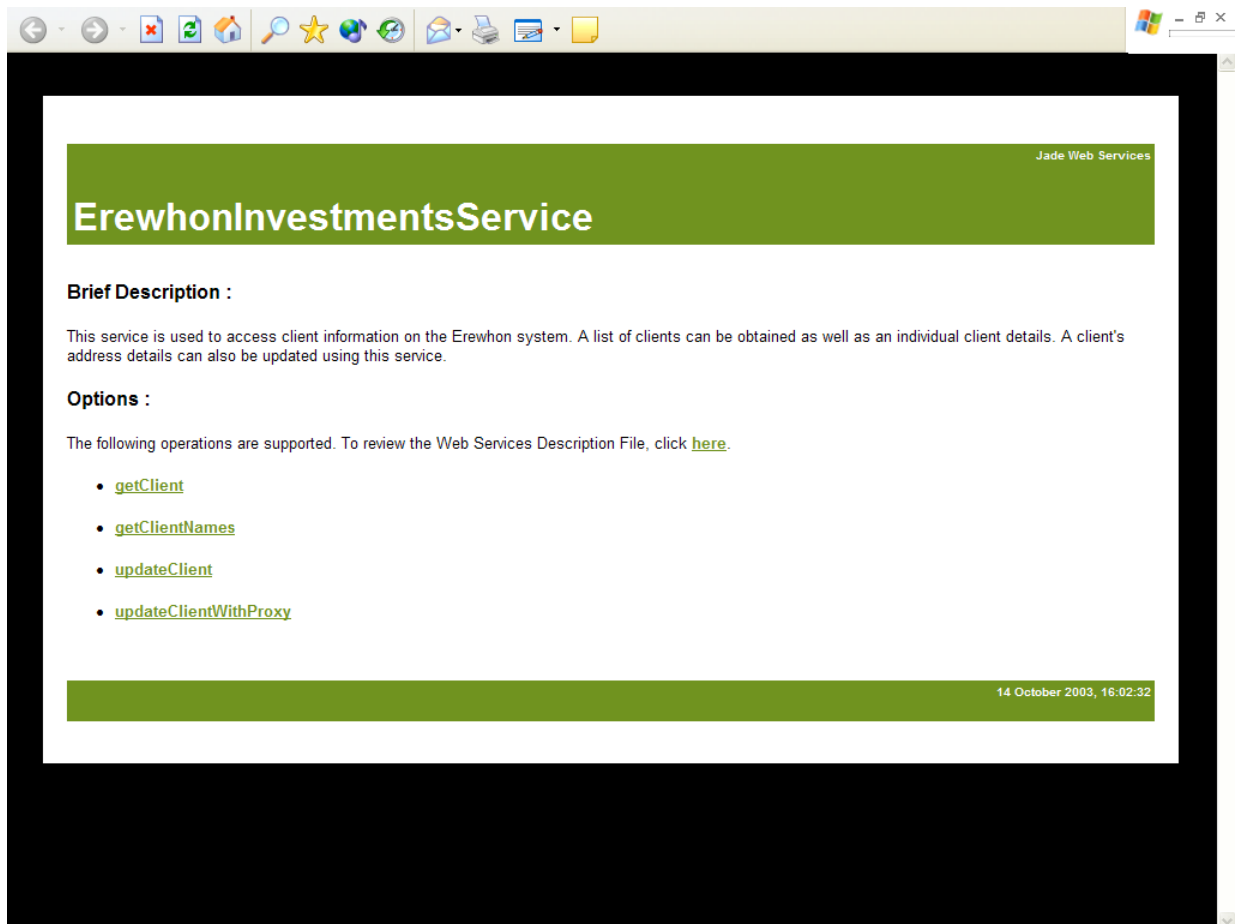 Jade Web Services
ErewhonInvestmentsService
Brief Description :
This service is used to access client information on the Erewhon system. A list of clients can be obtained as well as an individual client details. A client's
address details can also be updated using this service.
Options :
The following operations are supported. To review the Web Services Description File, click here.
getClient
getClientNames
updateClient
updateClientWithProxy
14 October 2003, 16:02:32